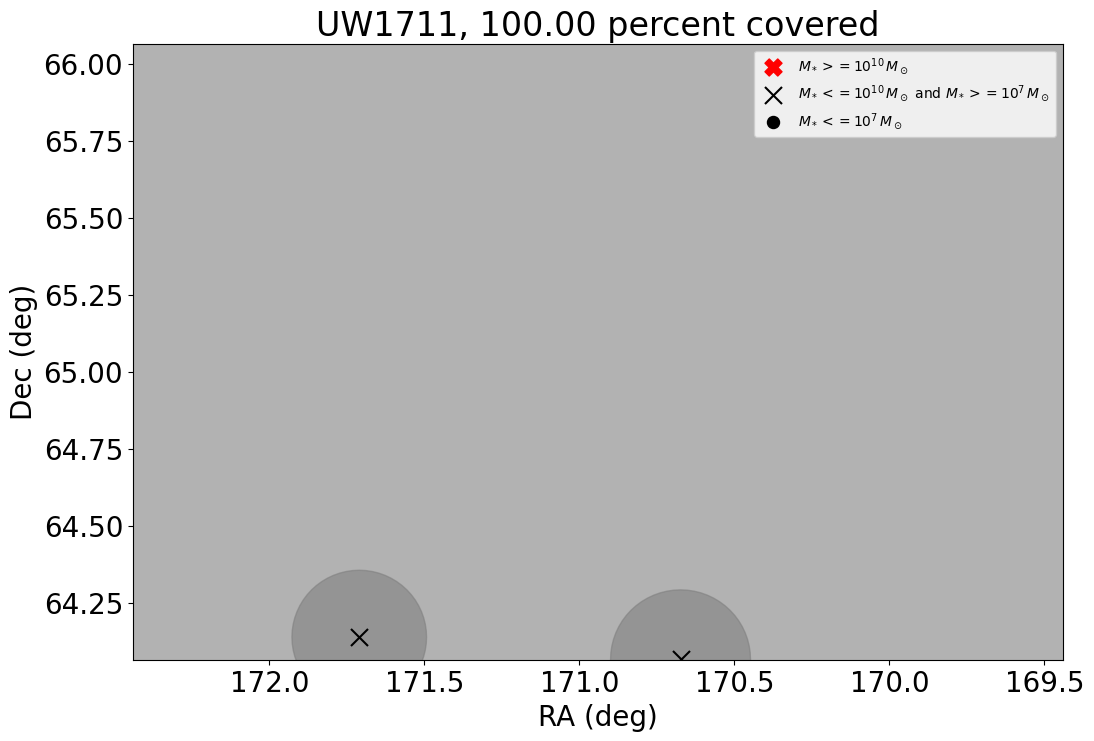 UW1711, 100.00 percent covered
M* >= 10^10 M⊙
M* <= 10^10 M⊙ and M* >= 10^7 M⊙
M* <= 10^7 M⊙
66.00
65.75
65.50
65.25
65.00
64.75
64.50
64.25
Dec (deg)
172.0 171.5 171.0 170.5 170.0 169.5
RA (deg)